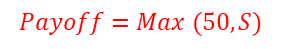 Payoff = Max (50,S)